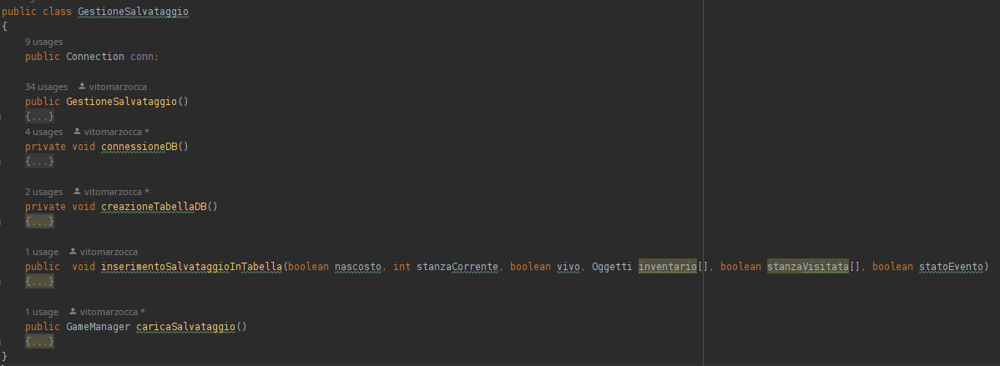 public class GestioneSalvataggio
{
9 usages
public Connection conn;
34 usages vitomarzocca
public GestioneSalvataggio()
{...}
4 usages vitomarzocca *
private void connessioneDB()
{...}
2 usages vitomarzocca *
private void creazioneTabellaDB()
{...}
1 usage vitomarzocca
public void inserimentoSalvataggioInTabella(boolean nascosto, int stanzaCorrente, boolean vivo, Oggetti inventario[], boolean stanzaVisitata[], boolean statoEvento)
{...}
1 usage vitomarzocca *
public GameManager caricaSalvataggio()
{...}
}